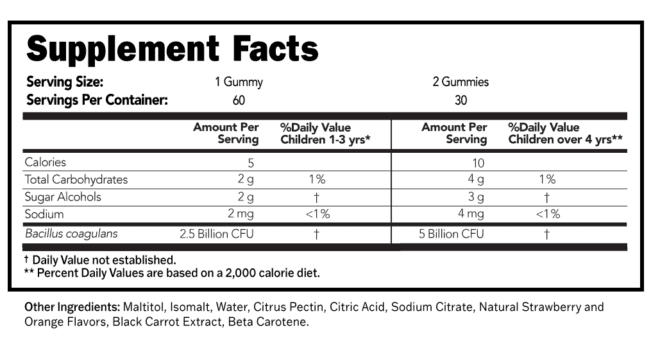 Supplement Facts
Serving Size: 1 Gummy 2 Gummies
Servings Per Container: 60 30
Amount Per Serving %Daily Value Children 1-3 yrs* Amount Per Serving %Daily Value Children over 4 yrs**
Calories 5 10
Total Carbohydrates 2 g 1% 4 g 1%
Sugar Alcohols 2 g † 3 g †
Sodium 2 mg <1% 4 mg <1%
Bacillus coagulans 2.5 Billion CFU † 5 Billion CFU †
† Daily Value not established.
** Percent Daily Values are based on a 2,000 calorie diet.
Other Ingredients: Maltitol, Isomalt, Water, Citrus Pectin, Citric Acid, Sodium Citrate, Natural Strawberry and
Orange Flavors, Black Carrot Extract, Beta Carotene.